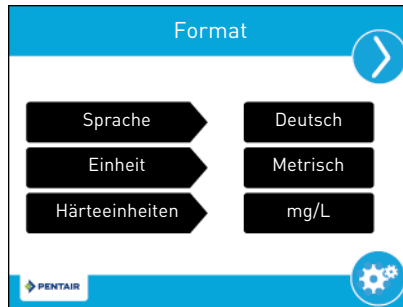 Format
Sprache Deutsch
Einheit Metrisch
Härteeinheiten mg/L
PENTAIR